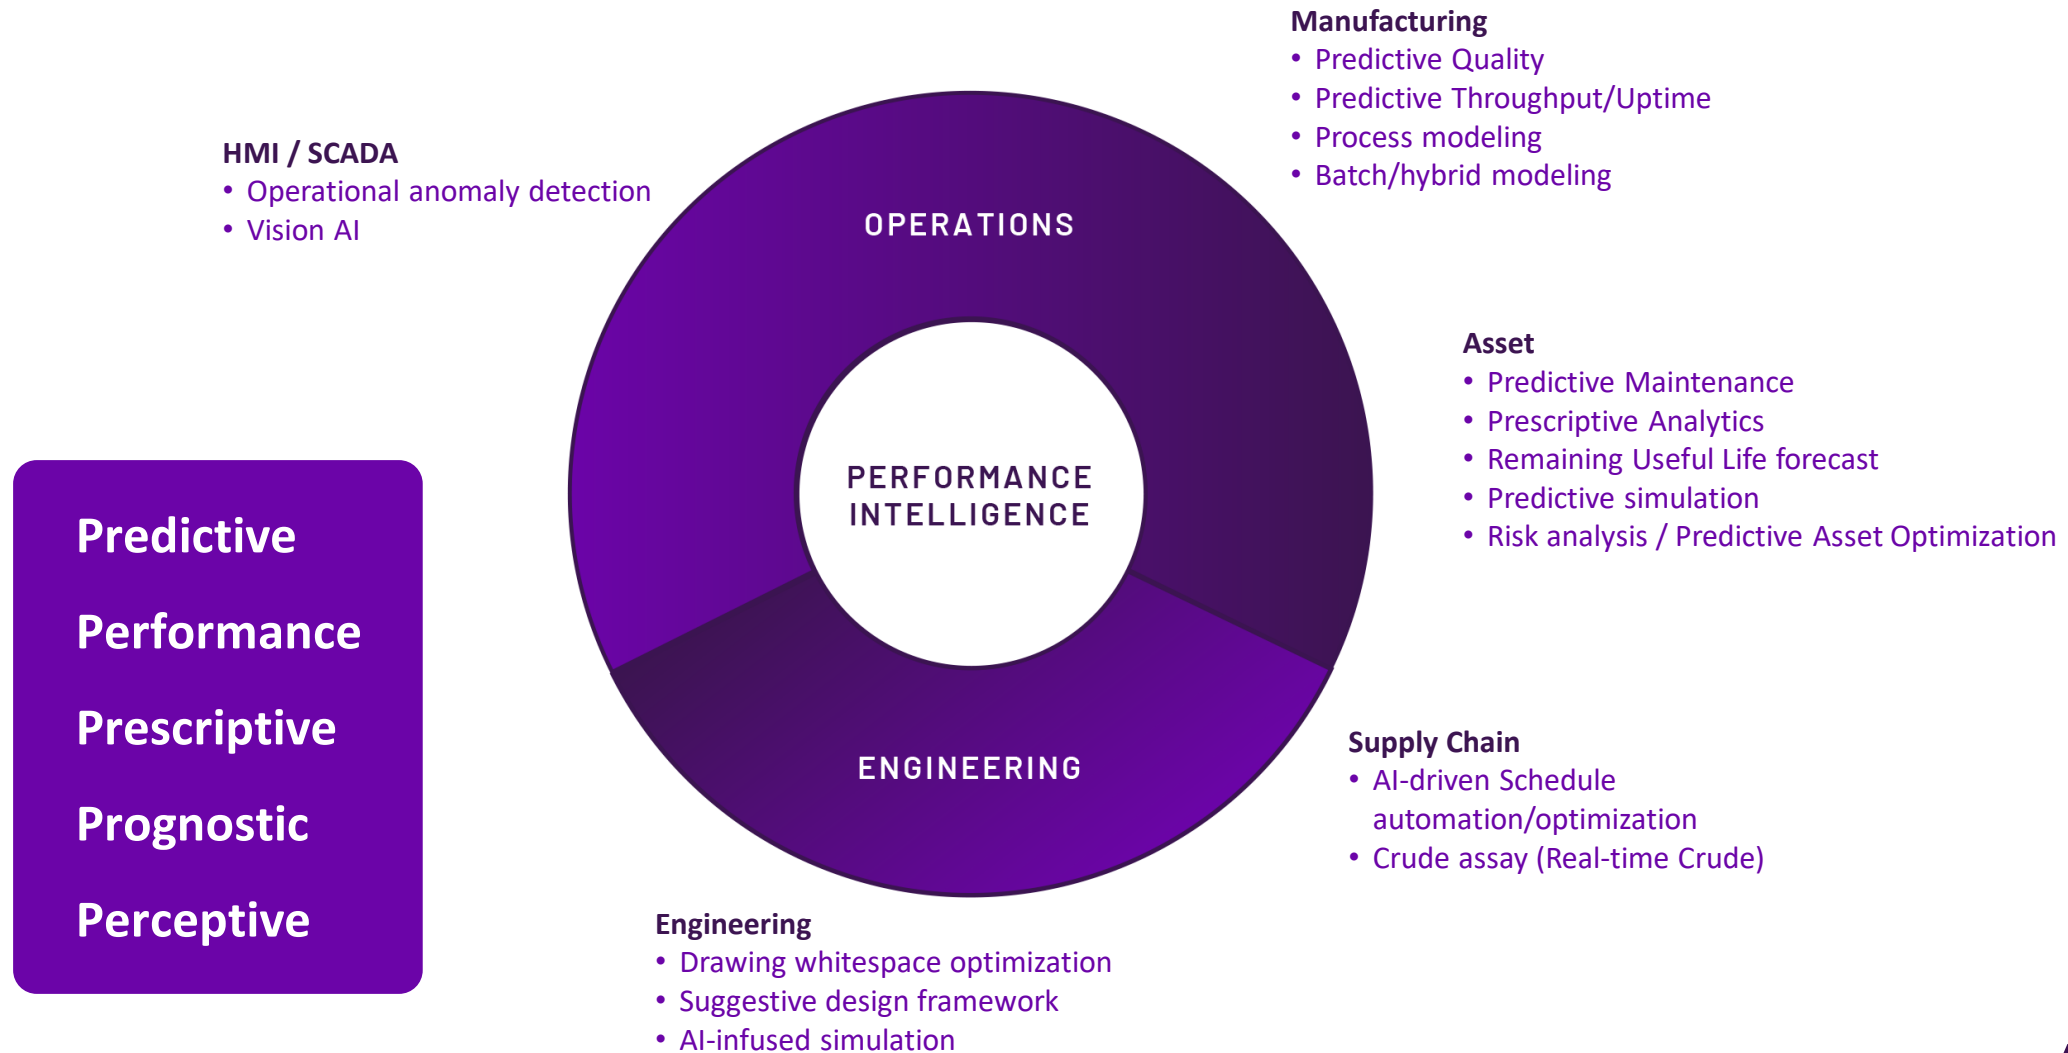 Manufacturing
• Predictive Quality
• Predictive Throughput/Uptime
• Process modeling
• Batch/hybrid modeling
HMI / SCADA
• Operational anomaly detection
• Vision AI
OPERATIONS
Asset
• Predictive Maintenance
• Prescriptive Analytics
• Remaining Useful Life forecast
• Predictive simulation
• Risk analysis / Predictive Asset Optimization
PERFORMANCE
INTELLIGENCE
Predictive
Performance
Prescriptive
Prognostic
Perceptive
ENGINEERING
Supply Chain
• AI-driven Schedule
automation/optimization
• Crude assay (Real-time Crude)
Engineering
• Drawing whitespace optimization
• Suggestive design framework
• AI-infused simulation